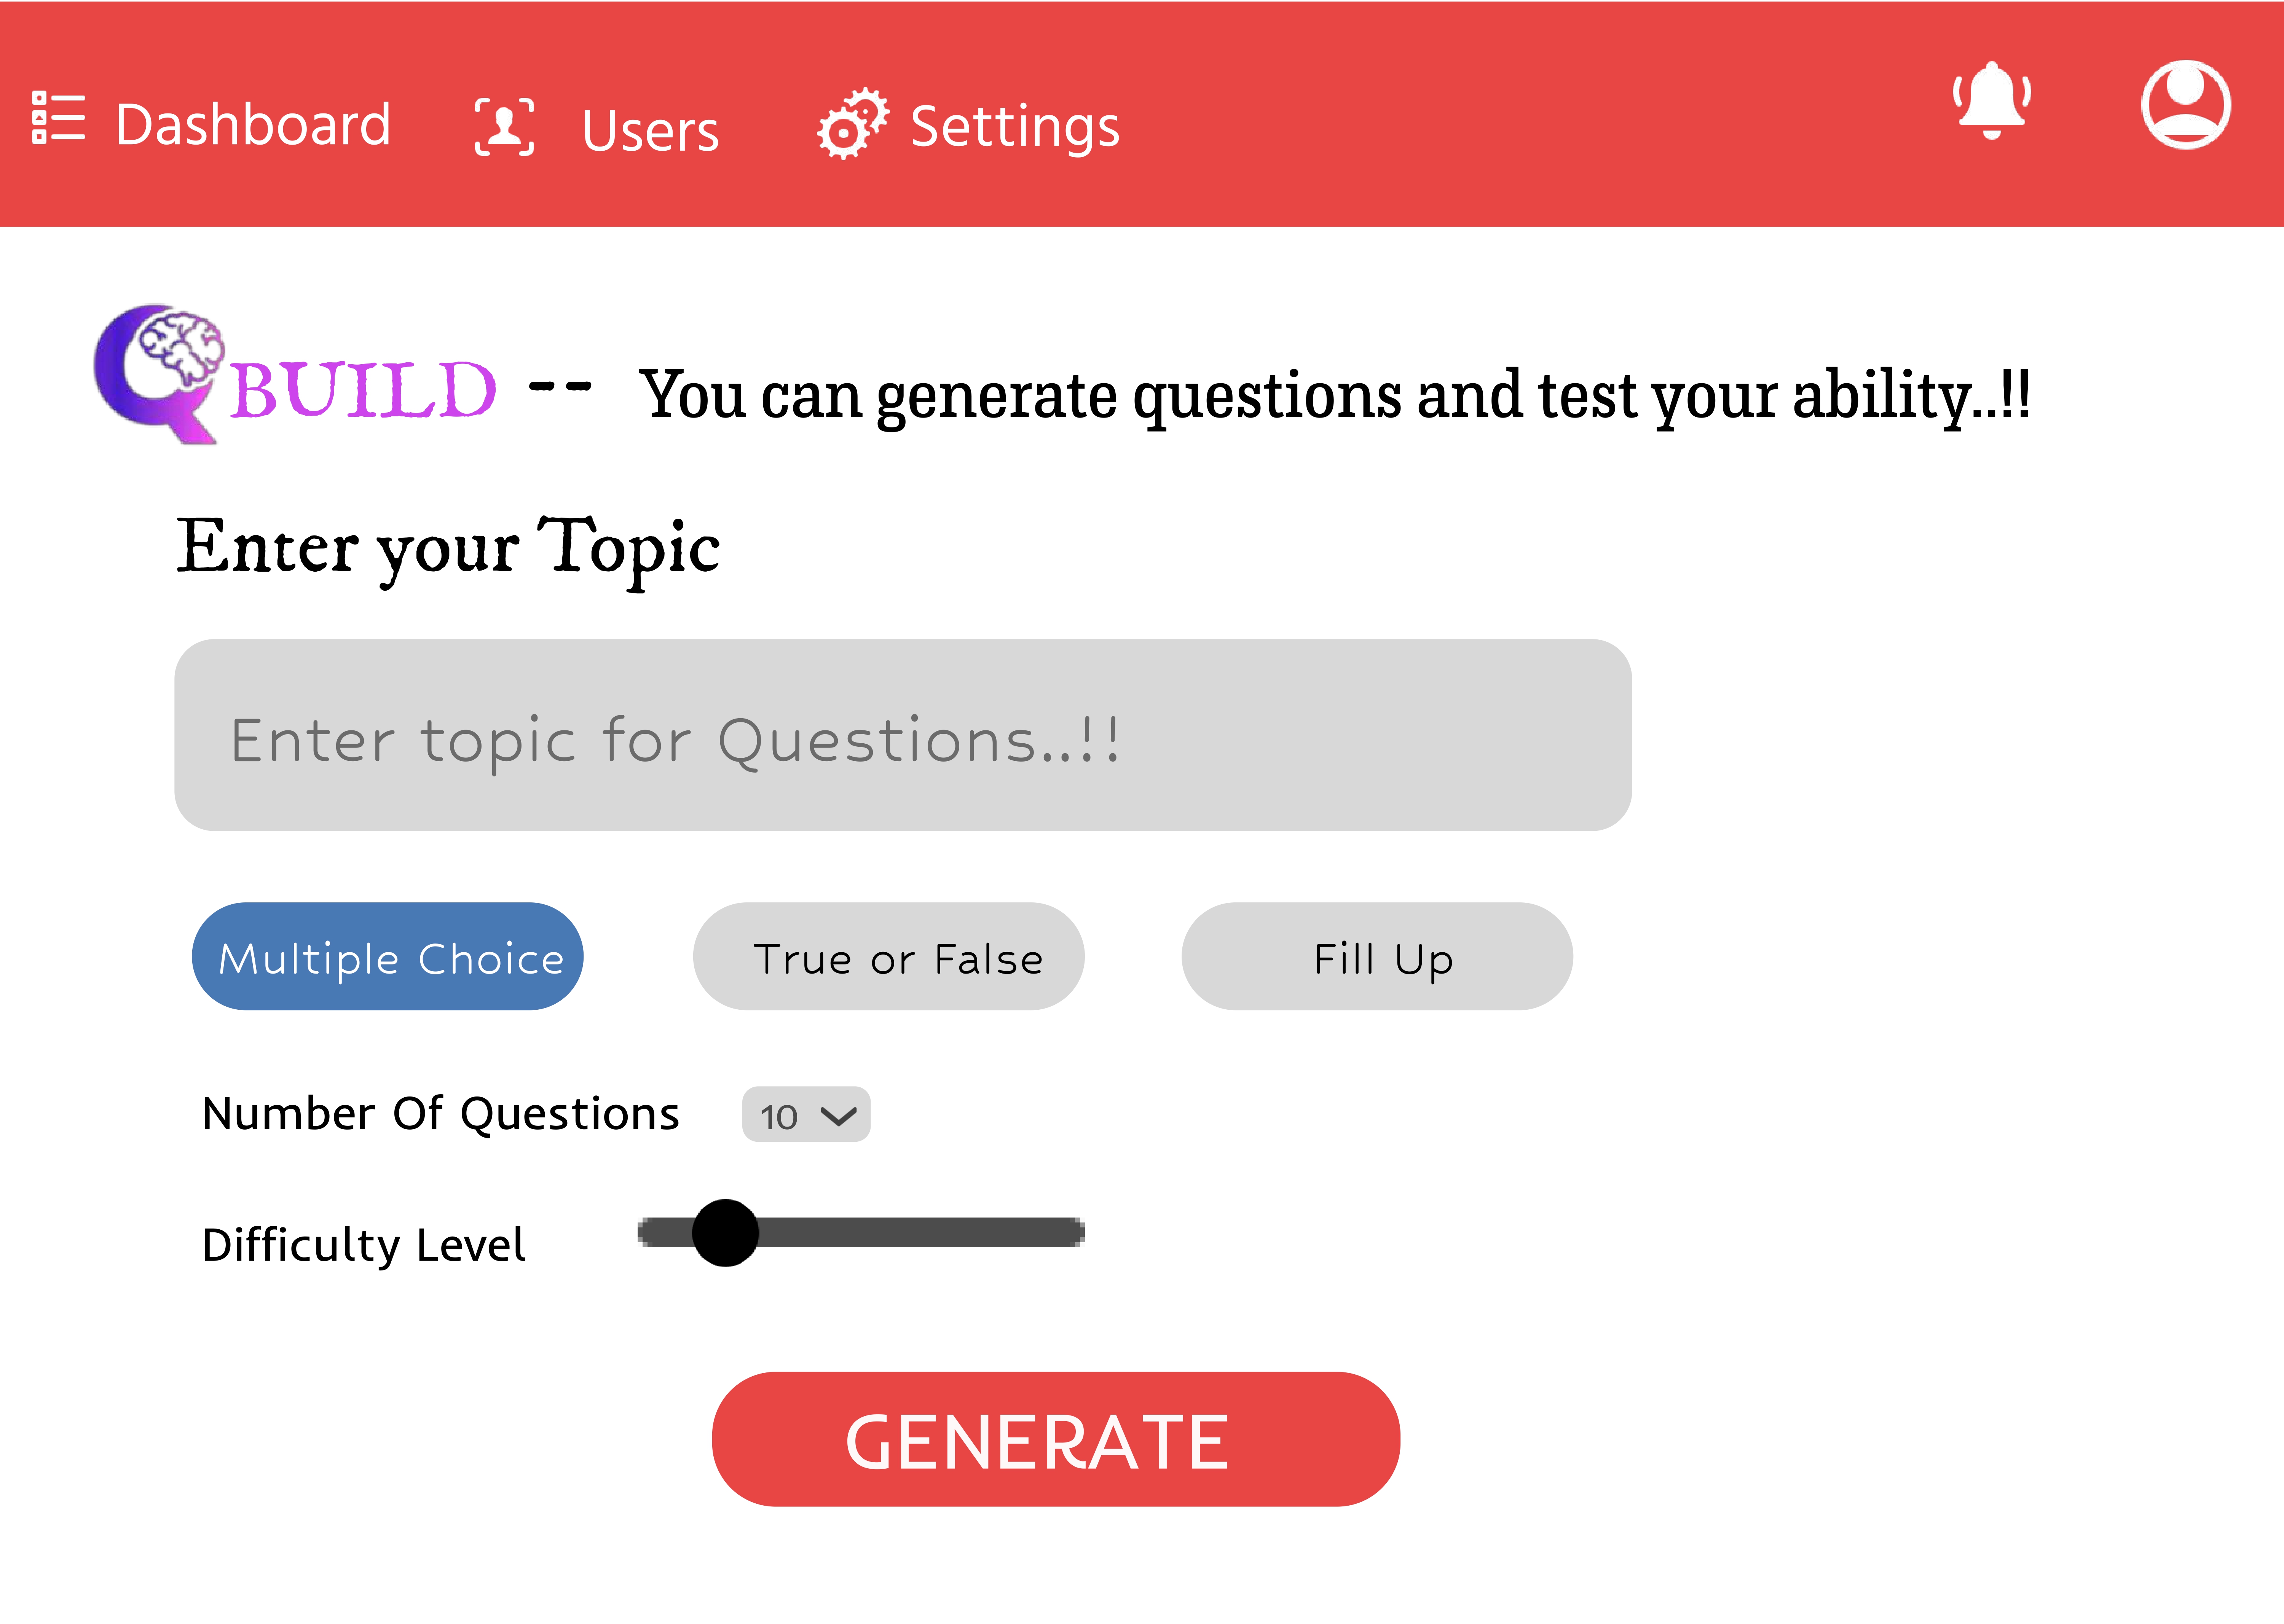 Dashboard Users Settings
QBUILD -- You can generate questions and test your ability..!!
Enter your Topic
Enter topic for Questions..!!
Multiple Choice True or False Fill Up
Number Of Questions 10
Difficulty Level
GENERATE